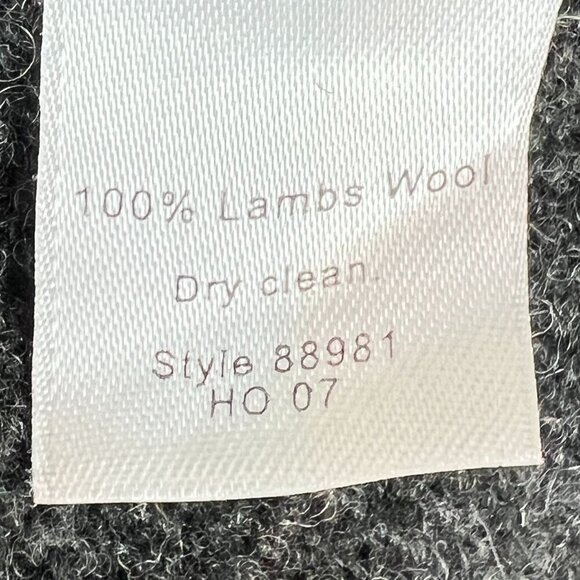 100% Lambs Wool
Dry clean.
Style 88981
HO 07